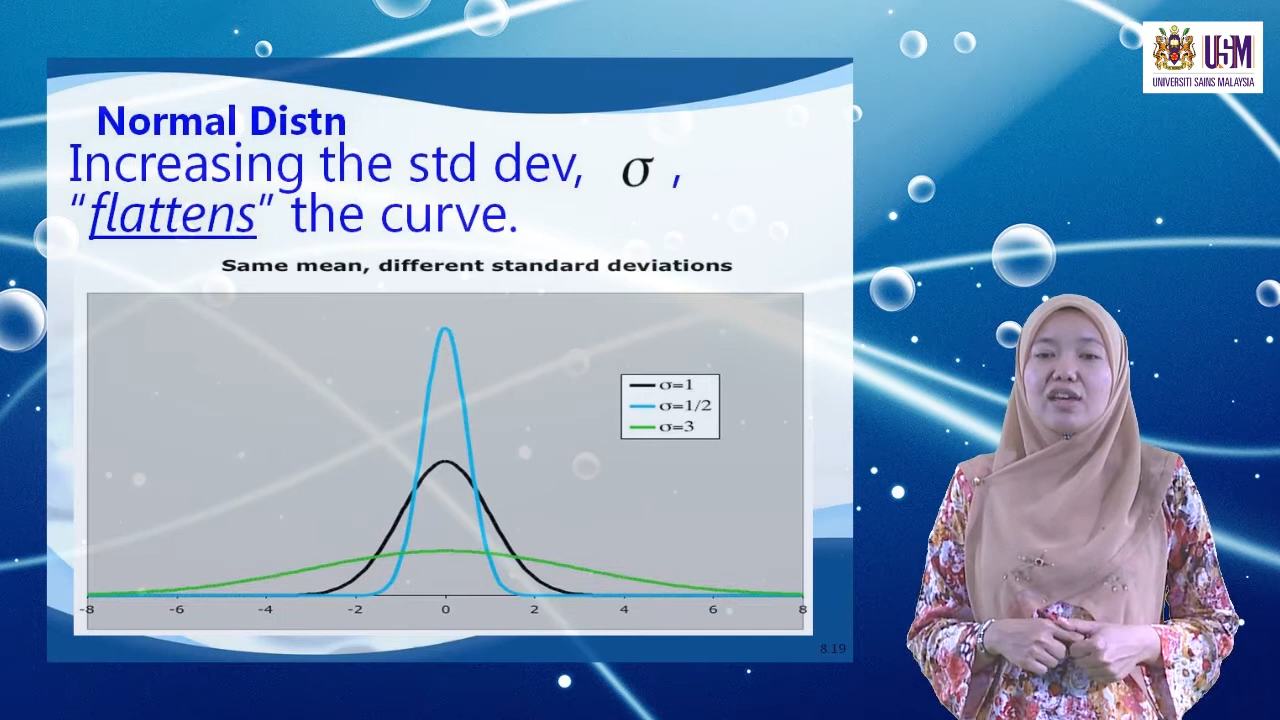 USM
UNIVERSITI SAINS MALAYSIA
Normal Distn
Increasing the std dev, σ ,
“flattens” the curve.
Same mean, different standard deviations
σ=1
σ=1/2
σ=3
-8 -6 -4 -2 0 2 4 6 8
8.19